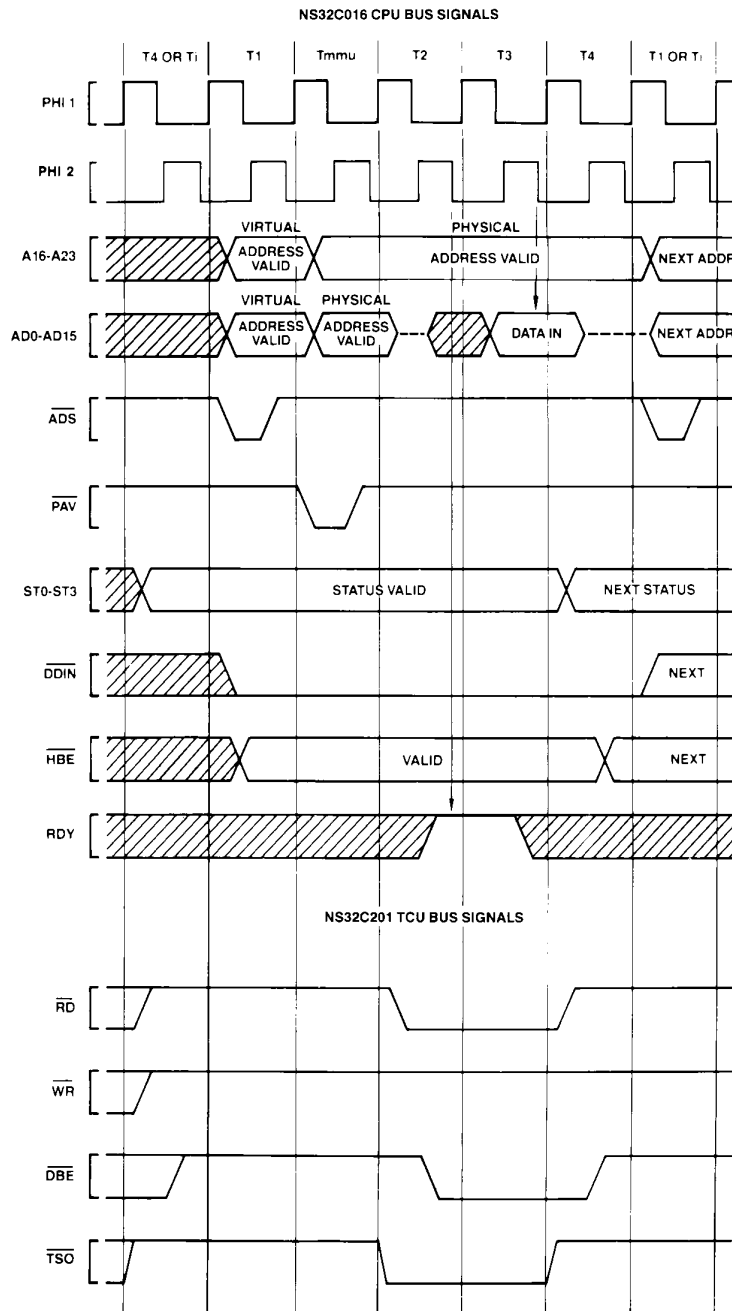 NS32C016 CPU BUS SIGNALS
T4 OR Ti T1 Tmmu T2 T3 T4 T1 OR Ti
PHI 1
PHI 2
VIRTUAL PHYSICAL
A16-A23 ADDRESS VALID ADDRESS VALID NEXT ADDR
VIRTUAL PHYSICAL
AD0-AD15 ADDRESS VALID ADDRESS VALID DATA IN NEXT ADDR
ADS
PAV
ST0-ST3 STATUS VALID NEXT STATUS
DDIN NEXT
HBE VALID NEXT
RDY
NS32C201 TCU BUS SIGNALS
RD
WR
DBE
TSO